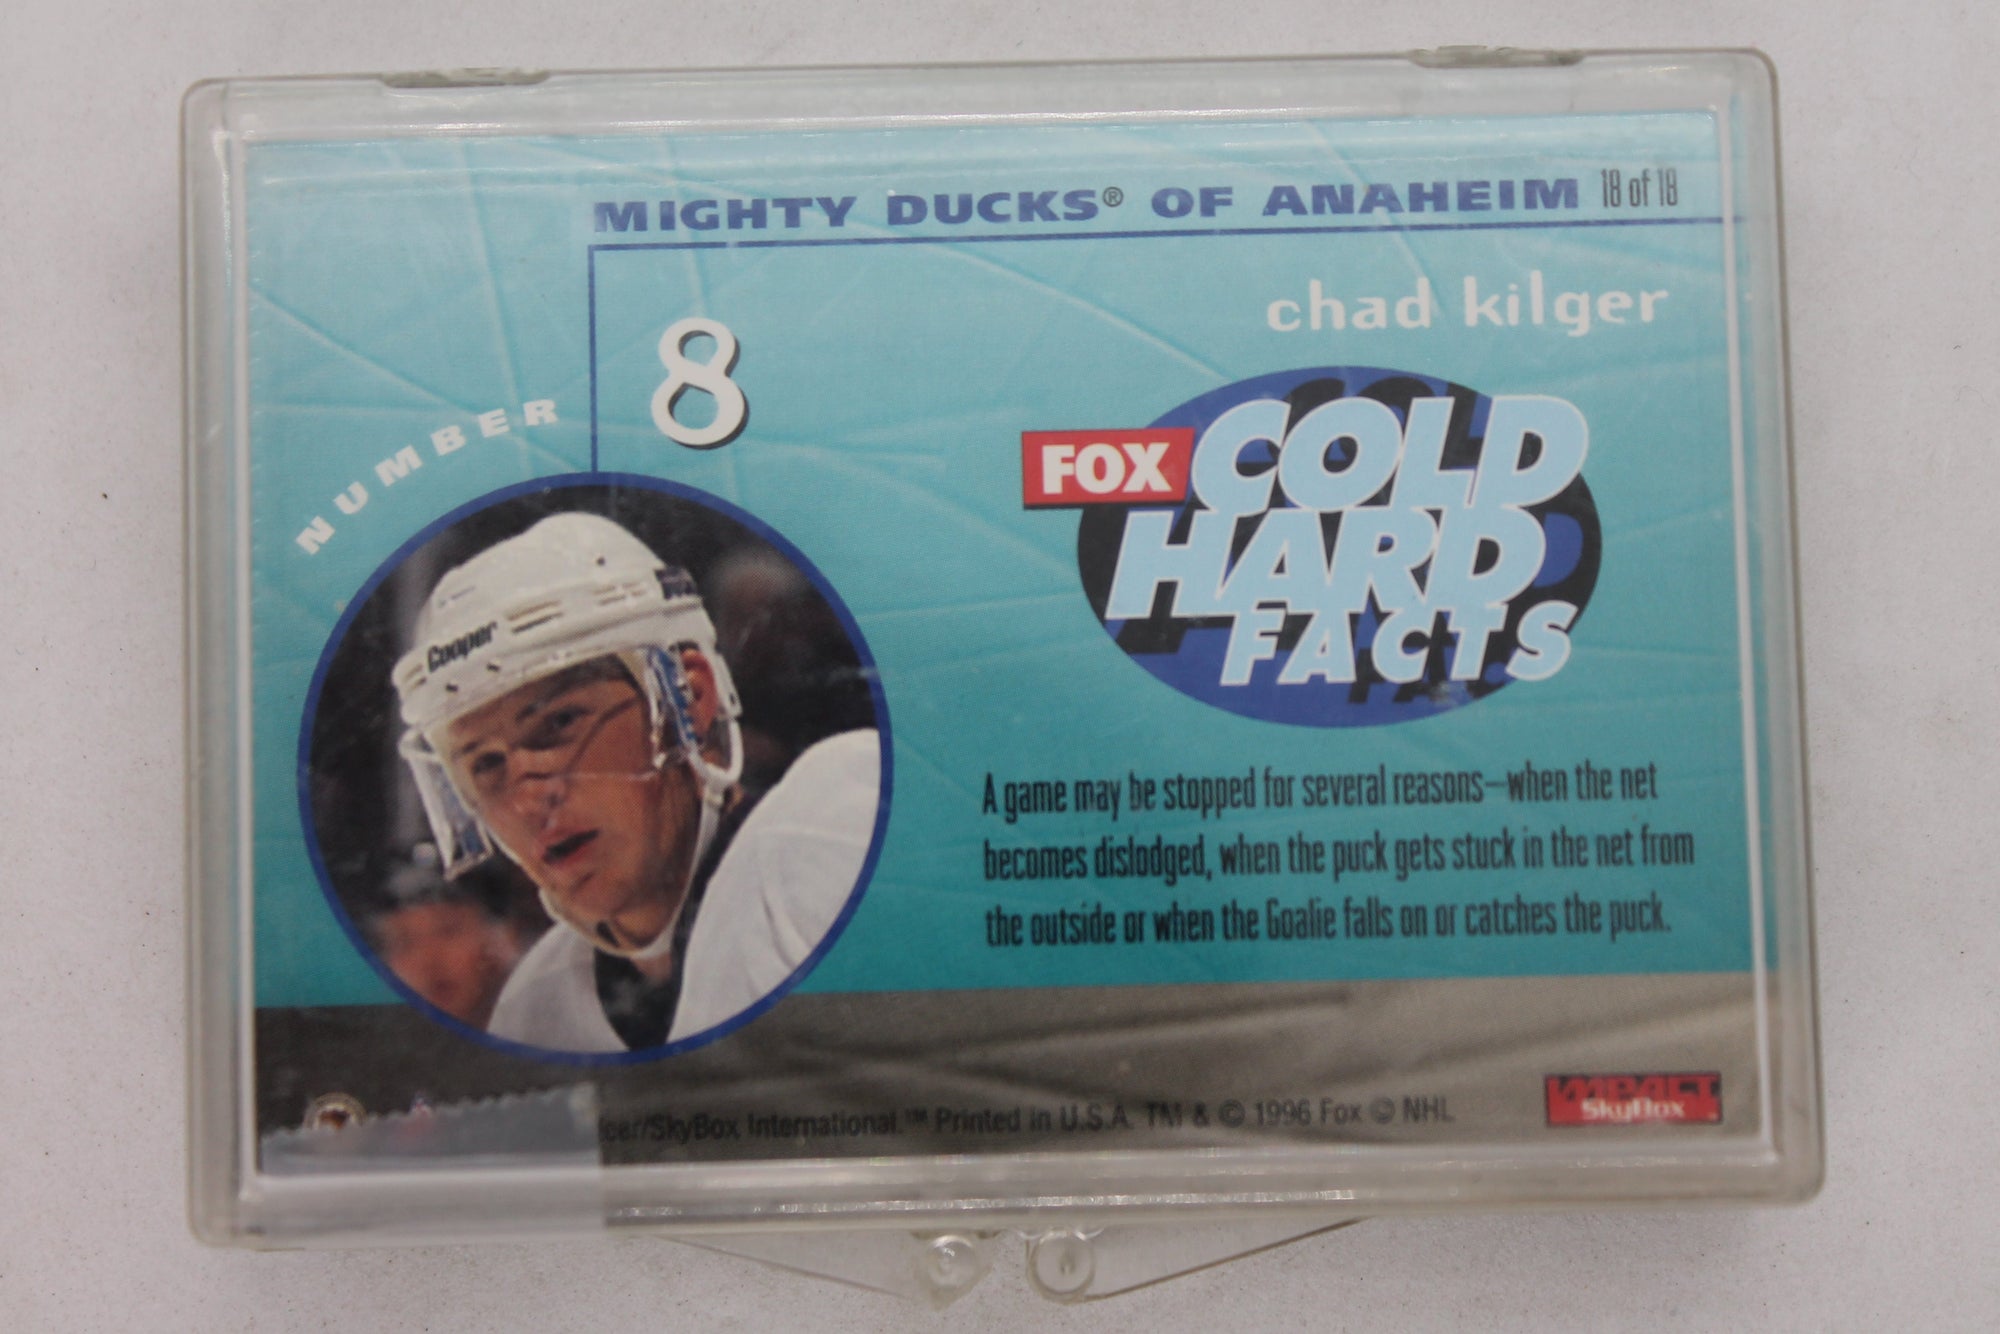 MIGHTY DUCKS® OF ANAHEIM 18 of 18
chad kilger
NUMBER
8
FOX COLD
HARD
FACTS
Cooper
A game may be stopped for several reasons—when the net
becomes dislodged, when the puck gets stuck in the net from
the outside or when the Goalie falls on or catches the puck.
leer/SkyBox International.™ Printed in U.S.A. TM & © 1996 Fox © NHL
IMPACT
SkyBox